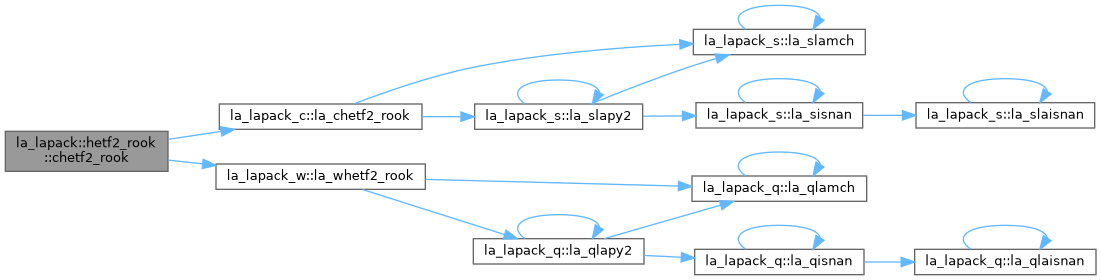 la_lapack::hetf2_rook
::chetf2_rook
la_lapack_c::la_chetf2_rook
la_lapack_w::la_whetf2_rook
la_lapack_s::la_slapy2
la_lapack_q::la_qlapy2
la_lapack_s::la_slamch
la_lapack_s::la_sisnan
la_lapack_q::la_qlamch
la_lapack_q::la_qisnan
la_lapack_s::la_slaisnan
la_lapack_q::la_qlaisnan